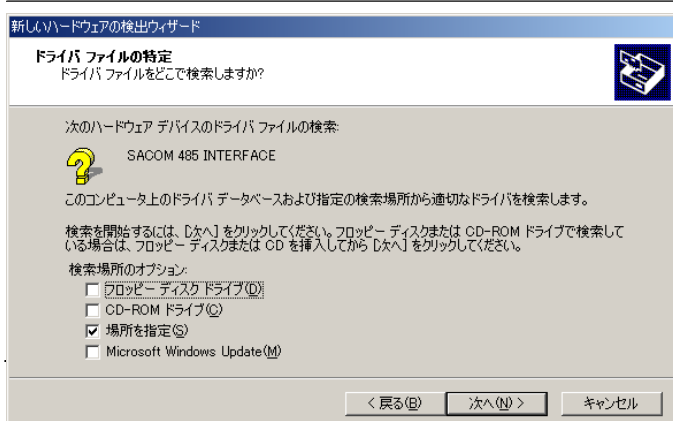 新しいハードウェアの検出ウィザード
ドライバ ファイルの特定
ドライバ ファイルをどこで検索しますか?
次のハードウェア デバイスのドライバ ファイルの検索:
SACOM 485 INTERFACE
このコンピュータ上のドライバ データベースおよび指定の検索場所から適切なドライバを検索します。
検索を開始するには、[次へ] をクリックしてください。フロッピー ディスクまたは CD-ROM ドライブで検索して
いる場合は、フロッピー ディスクまたは CD を挿入してから [次へ] をクリックしてください。
検索場所のオプション:
フロッピー ディスク ドライブ(D)
CD-ROM ドライブ(C)
場所を指定(S)
Microsoft Windows Update(M)
< 戻る(B) 次へ(N) > キャンセル